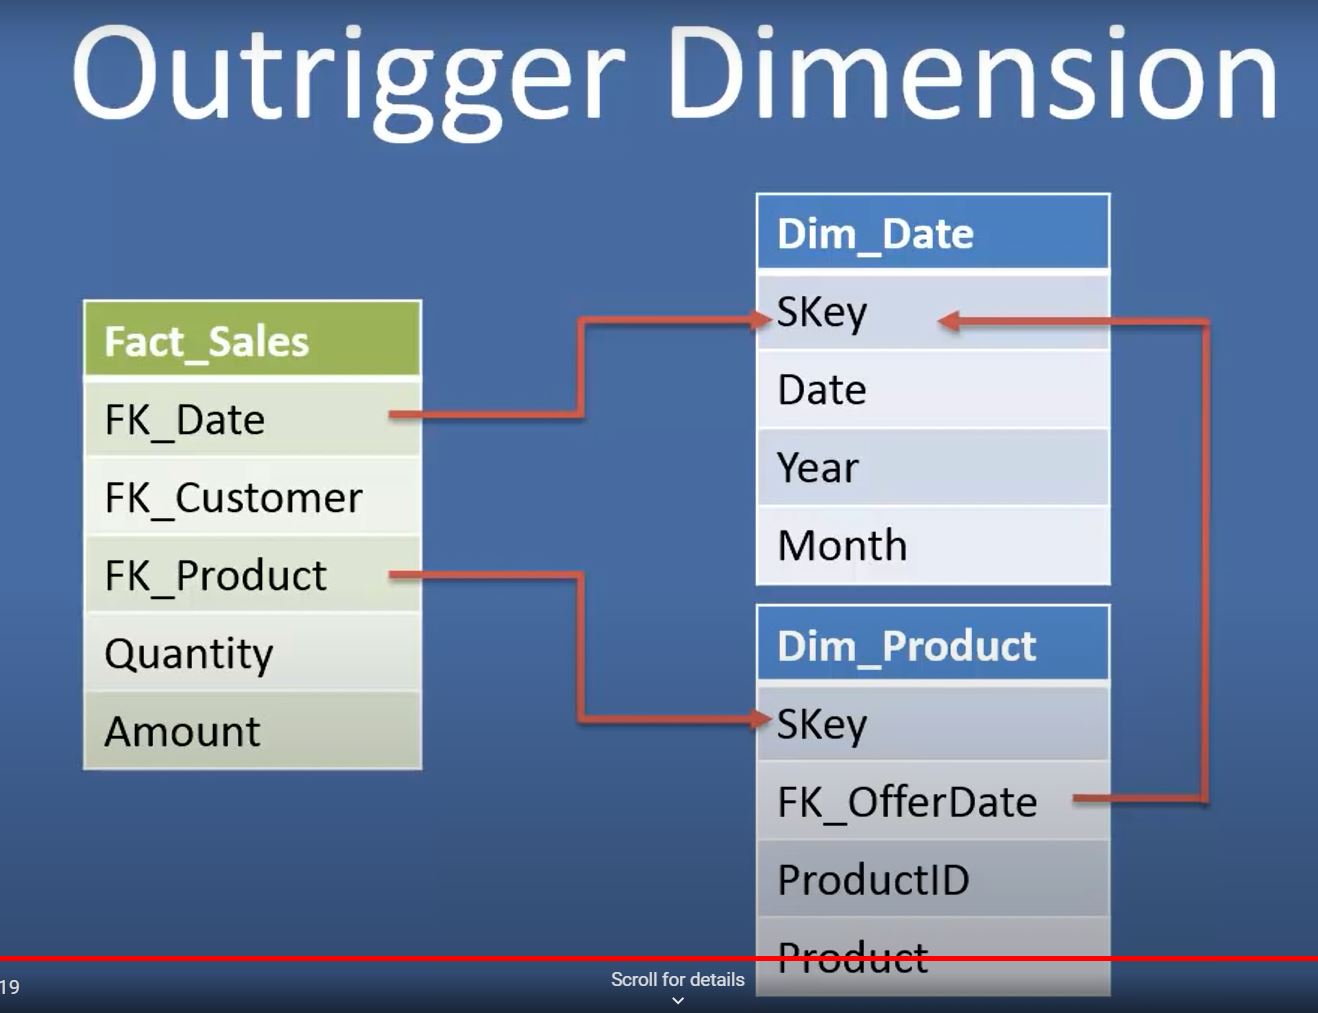 Outrigger Dimension
Fact_Sales
FK_Date
FK_Customer
FK_Product
Quantity
Amount
Dim_Date
SKey
Date
Year
Month
Dim_Product
SKey
FK_OfferDate
ProductID
Product
19
Scroll for details